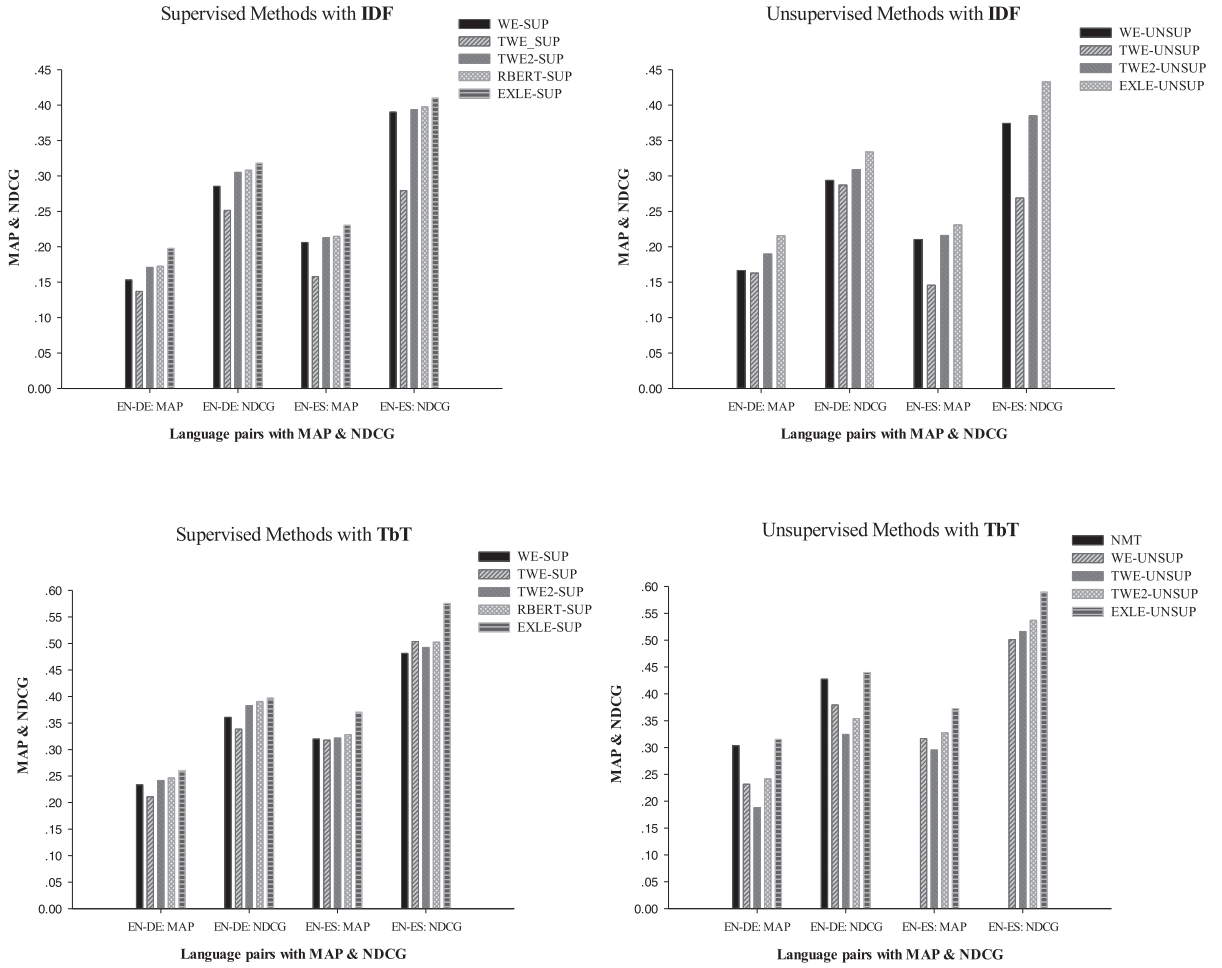 Supervised Methods with IDF
WE-SUP
TWE_SUP
TWE2-SUP
RBERT-SUP
EXLE-SUP
MAP & NDCG
.45
.40
.35
.30
.25
.20
.15
.10
.05
0.00
EN-DE: MAP EN-DE: NDCG EN-ES: MAP EN-ES: NDCG
Language pairs with MAP & NDCG
Unsupervised Methods with IDF
WE-UNSUP
TWE-UNSUP
TWE2-UNSUP
EXLE-UNSUP
MAP & NDCG
.45
.40
.35
.30
.25
.20
.15
.10
.05
0.00
EN-DE: MAP EN-DE: NDCG EN-ES: MAP EN-ES: NDCG
Language pairs with MAP & NDCG
Supervised Methods with TbT
WE-SUP
TWE-SUP
TWE2-SUP
RBERT-SUP
EXLE-SUP
MAP & NDCG
.60
.55
.50
.45
.40
.35
.30
.25
.20
.15
.10
.05
0.00
EN-DE: MAP EN-DE: NDCG EN-ES: MAP EN-ES: NDCG
Language pairs with MAP & NDCG
Unsupervised Methods with TbT
NMT
WE-UNSUP
TWE-UNSUP
TWE2-UNSUP
EXLE-UNSUP
MAP & NDCG
.60
.55
.50
.45
.40
.35
.30
.25
.20
.15
.10
.05
0.00
EN-DE: MAP EN-DE: NDCG EN-ES: MAP EN-ES: NDCG
Language pairs with MAP & NDCG